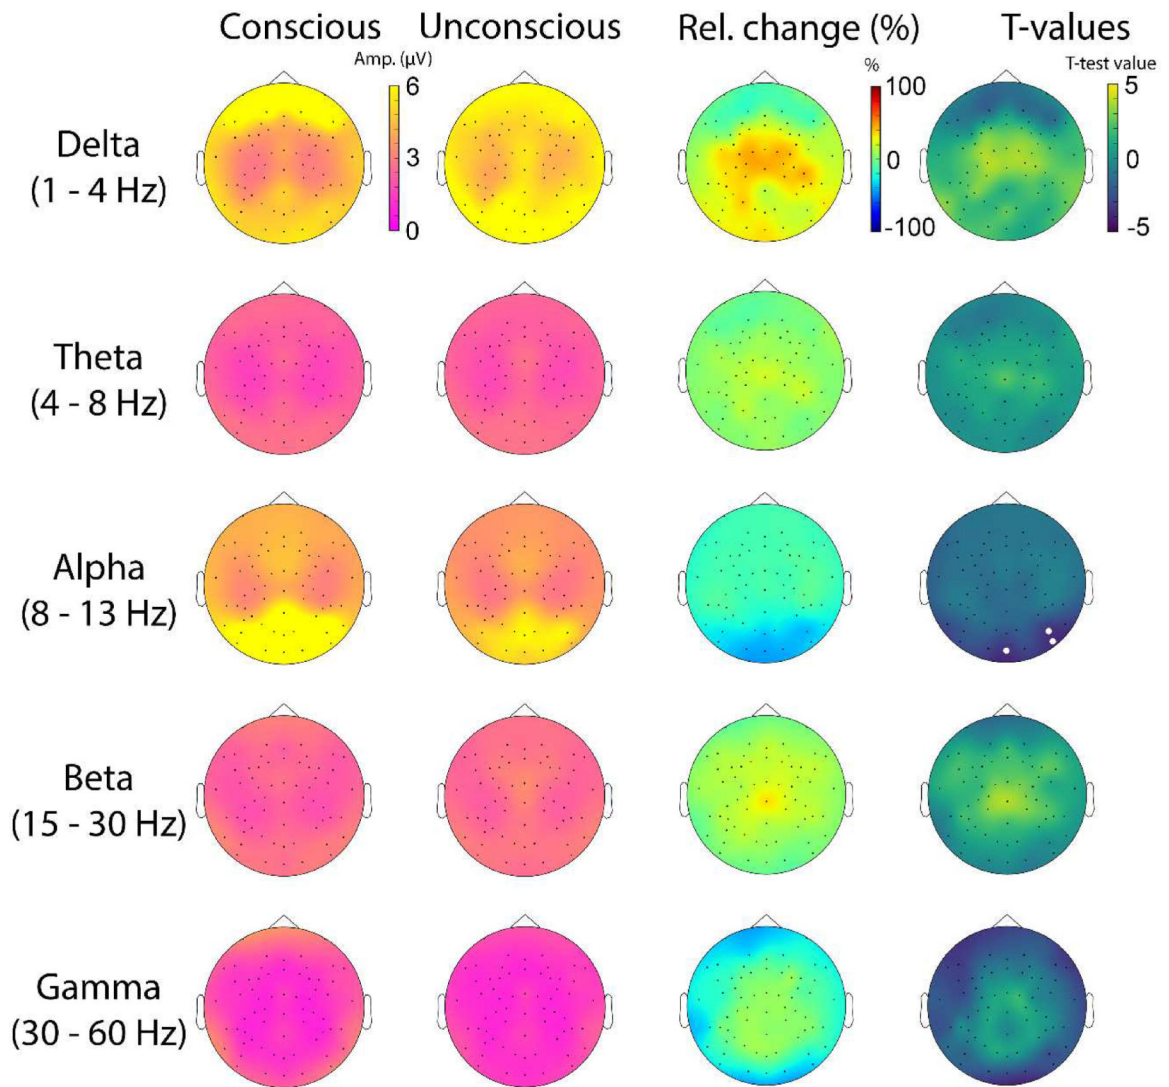 Conscious Unconscious Rel. change (%) T-values
Amp. (µV) % T-test value
6 100 5
Delta
(1 - 4 Hz)
3 0% 0
0 -100 -5
Theta
(4 - 8 Hz)
Alpha
(8 - 13 Hz)
Beta
(15 - 30 Hz)
Gamma
(30 - 60 Hz)